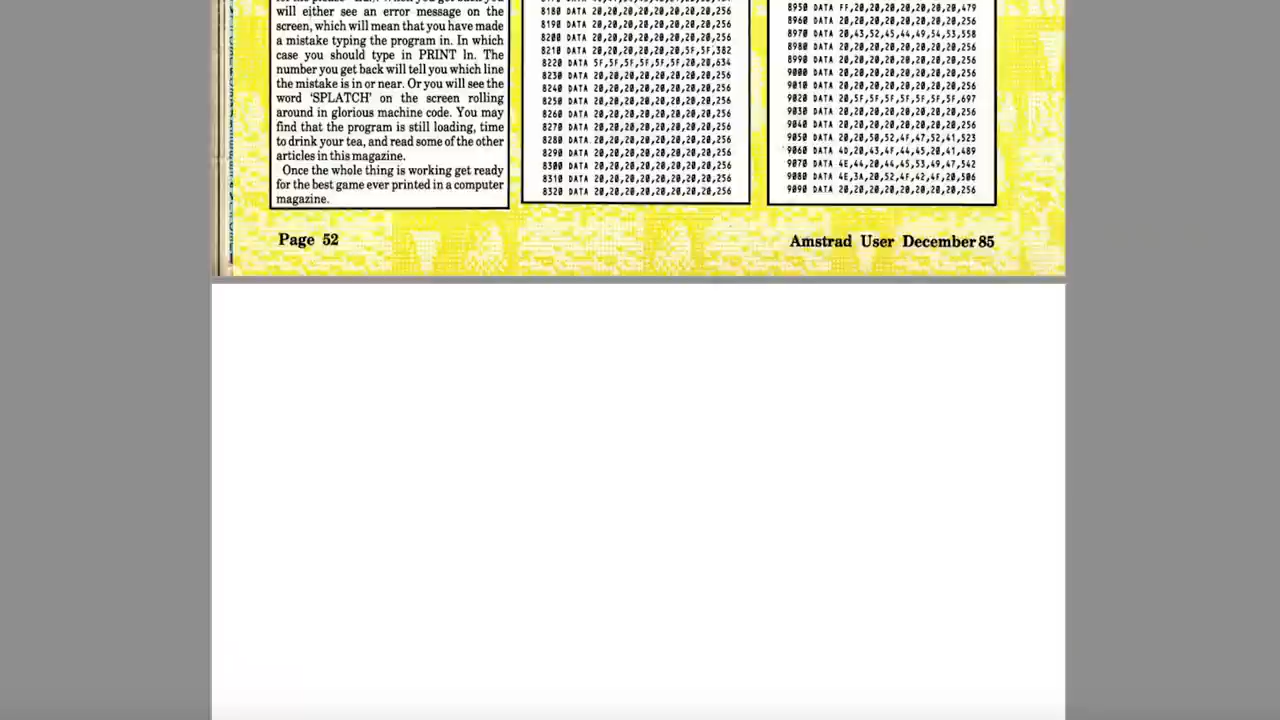 will either see an error message on the
screen, which will mean that you have made
a mistake typing the program in. In which
case you should type in PRINT ln. The
number you get back will tell you which line
the mistake is in or near. Or you will see the
word 'SPLATCH' on the screen rolling
around in glorious machine code. You may
find that the program is still loading, time
to drink your tea, and read some of the other
articles in this magazine.
Once the whole thing is working get ready
for the best game ever printed in a computer
magazine.
8180 DATA 20,20,20,20,20,20,20,20,256
8190 DATA 20,20,20,20,20,20,20,20,256
8200 DATA 20,20,20,20,20,20,20,20,256
8210 DATA 20,20,20,20,20,20,5F,5F,382
8220 DATA 5F,5F,5F,5F,5F,5F,20,20,634
8230 DATA 20,20,20,20,20,20,20,20,256
8240 DATA 20,20,20,20,20,20,20,20,256
8250 DATA 20,20,20,20,20,20,20,20,256
8260 DATA 20,20,20,20,20,20,20,20,256
8270 DATA 20,20,20,20,20,20,20,20,256
8280 DATA 20,20,20,20,20,20,20,20,256
8290 DATA 20,20,20,20,20,20,20,20,256
8300 DATA 20,20,20,20,20,20,20,20,256
8310 DATA 20,20,20,20,20,20,20,20,256
8320 DATA 20,20,20,20,20,20,20,20,256
8950 DATA FF,20,20,20,20,20,20,20,479
8960 DATA 20,20,20,20,20,20,20,20,256
8970 DATA 20,43,52,45,44,49,54,53,558
8980 DATA 20,20,20,20,20,20,20,20,256
8990 DATA 20,20,20,20,20,20,20,20,256
9000 DATA 20,20,20,20,20,20,20,20,256
9010 DATA 20,20,20,20,20,20,20,20,256
9020 DATA 20,5F,5F,5F,5F,5F,5F,5F,697
9030 DATA 20,20,20,20,20,20,20,20,256
9040 DATA 20,20,20,20,20,20,20,20,256
9050 DATA 20,20,50,52,4F,47,52,41,523
9060 DATA 4D,20,43,4F,44,45,20,41,489
9070 DATA 4E,44,20,44,45,53,49,47,542
9080 DATA 4E,3A,20,52,4F,42,4F,20,506
9090 DATA 20,20,20,20,20,20,20,20,256
Page 52
Amstrad User December 85